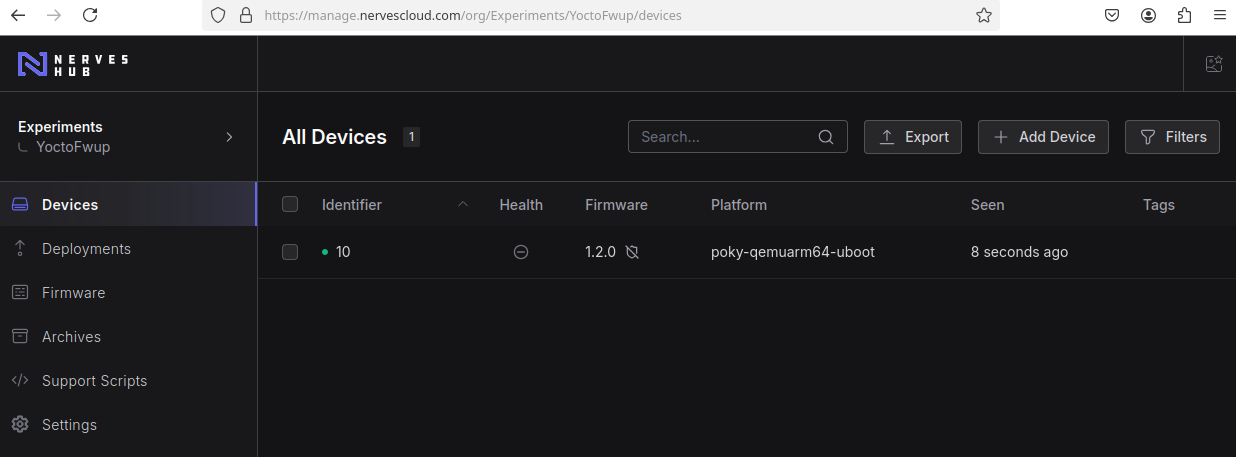 https://manage.nervescloud.com/org/Experiments/YoctoFwup/devices
NERVES
HUB
Experiments
YoctoFwup
All Devices 1
Search...
Export
Add Device
Filters
Devices
Deployments
Firmware
Archives
Support Scripts
Settings
Identifier Health Firmware Platform Seen Tags
10 1.2.0 poky-qemuarm64-uboot 8 seconds ago